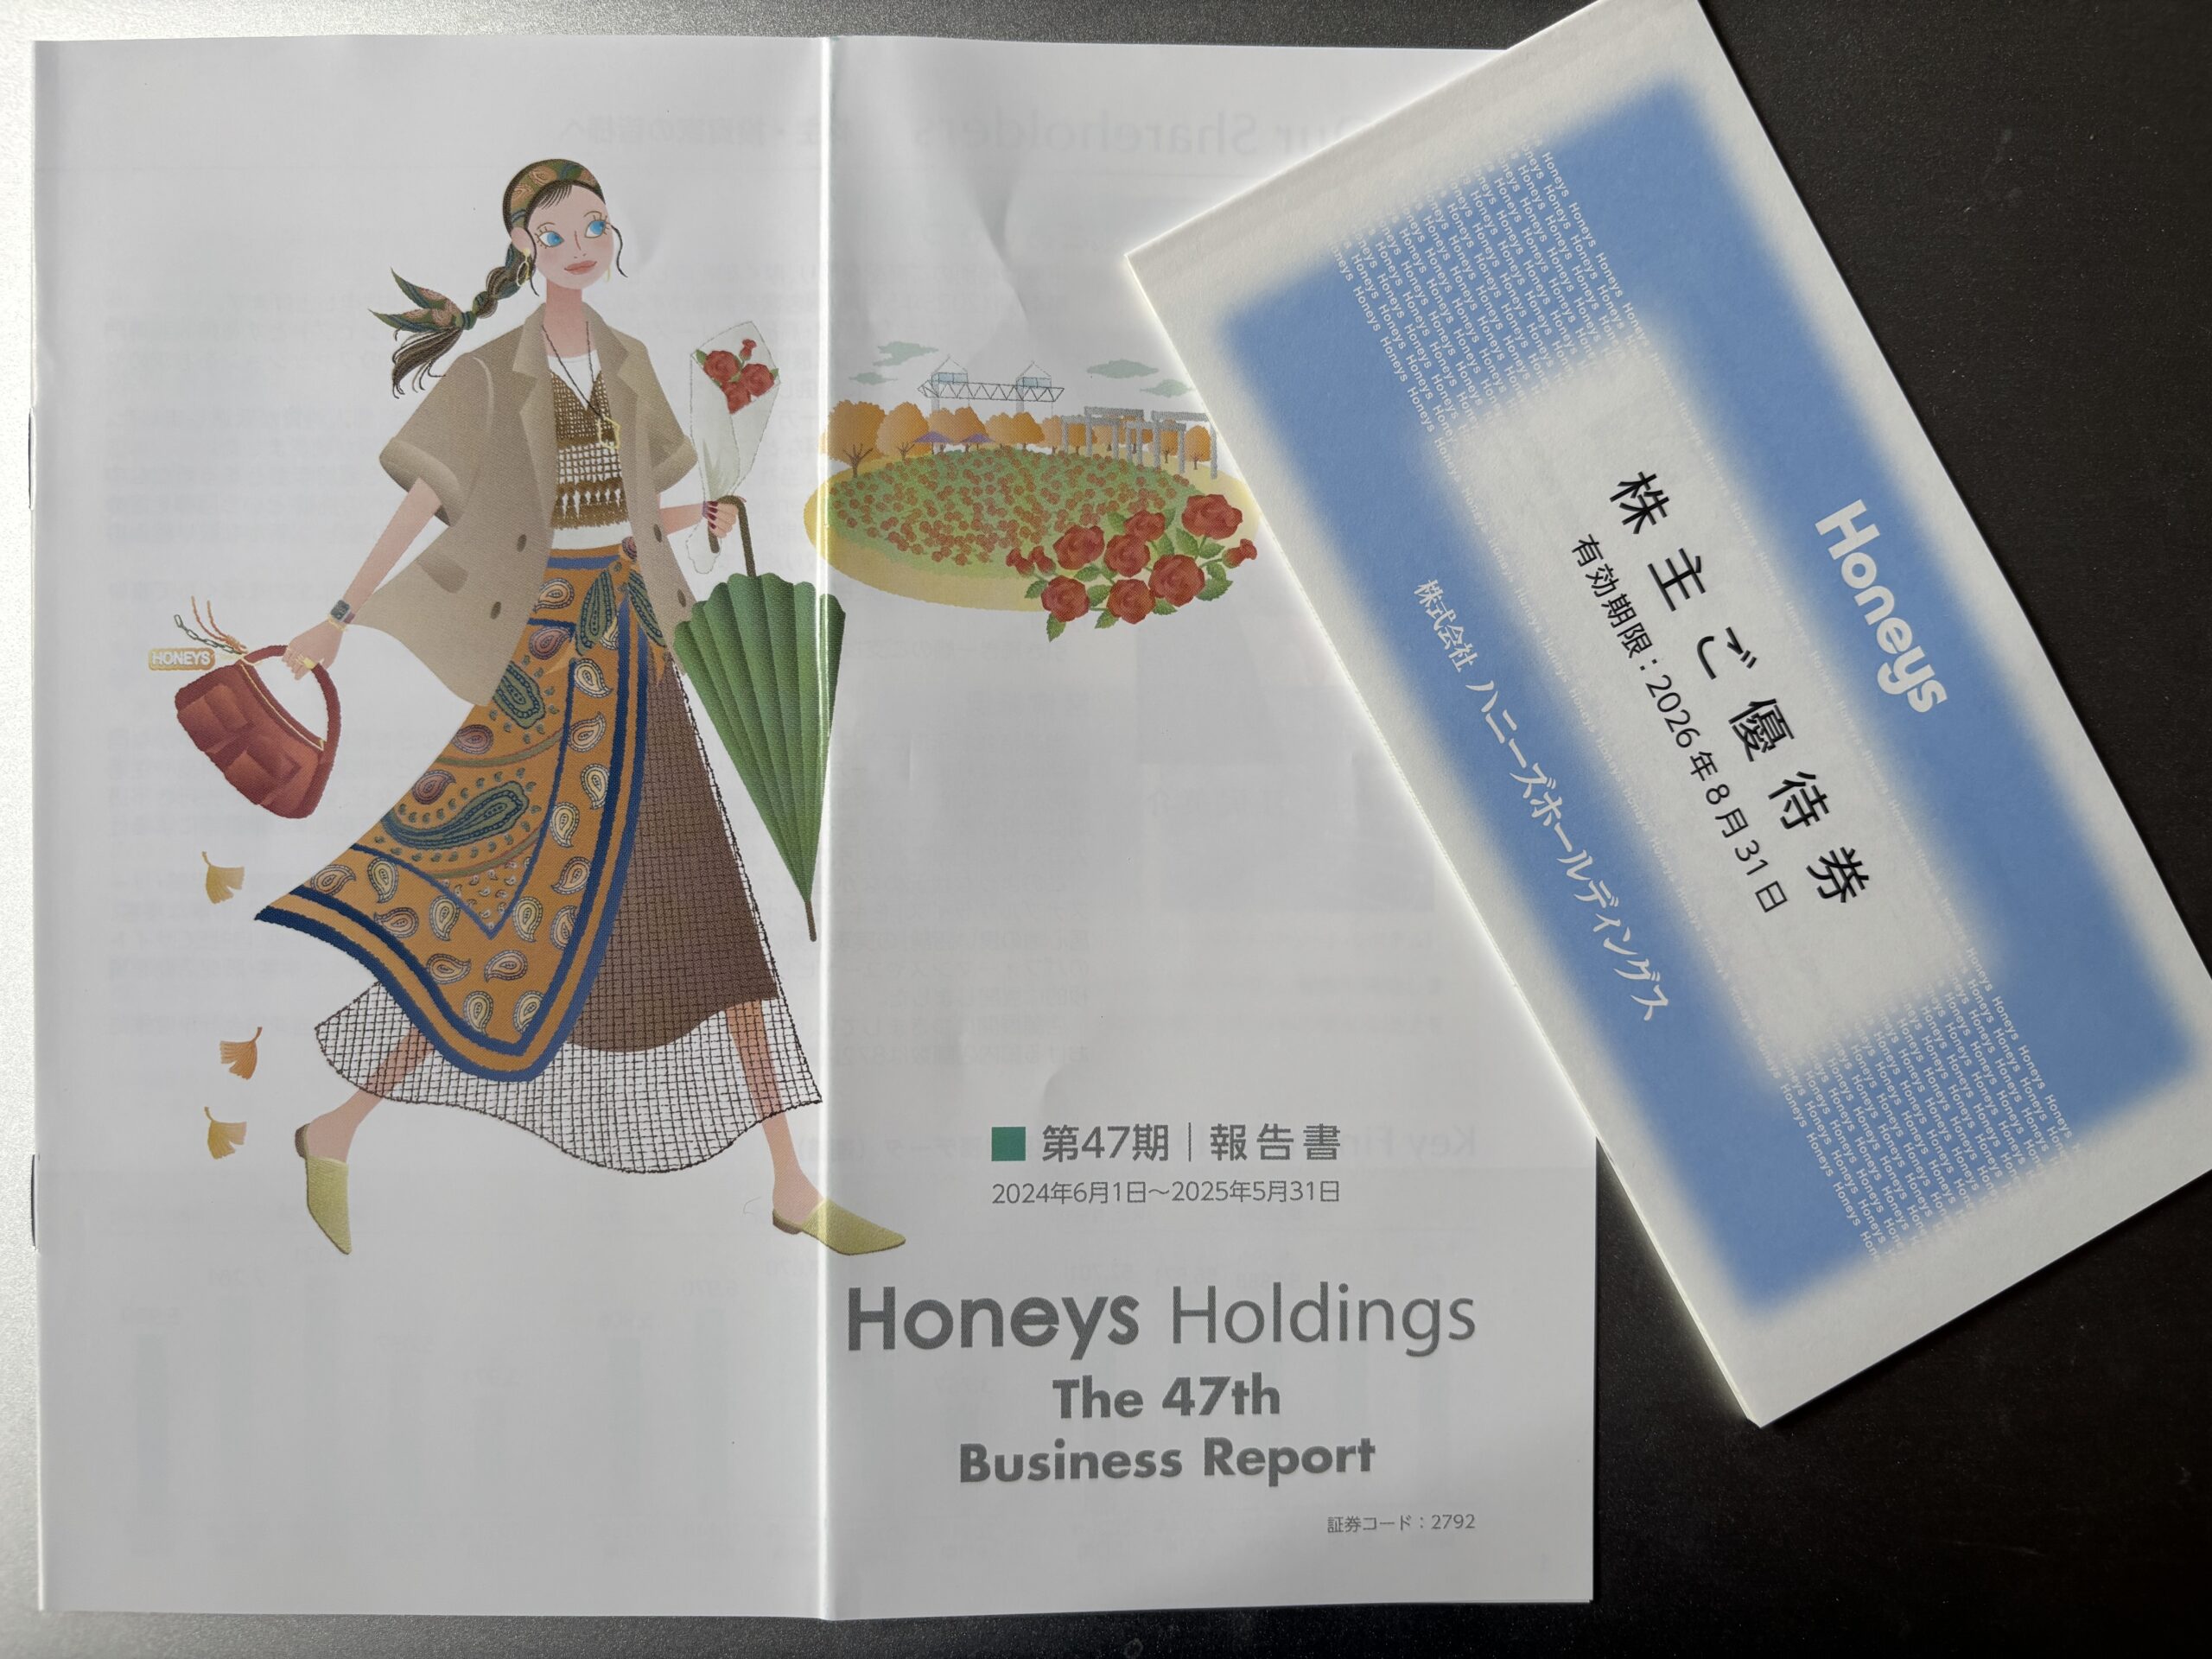 HONEYS
第47期｜報告書
2024年6月1日～2025年5月31日
Honeys Holdings
The 47th
Business Report
証券コード：2792
Honeys
株主ご優待券
有効期限：2026年8月31日
株式会社 ハニーズホールディングス